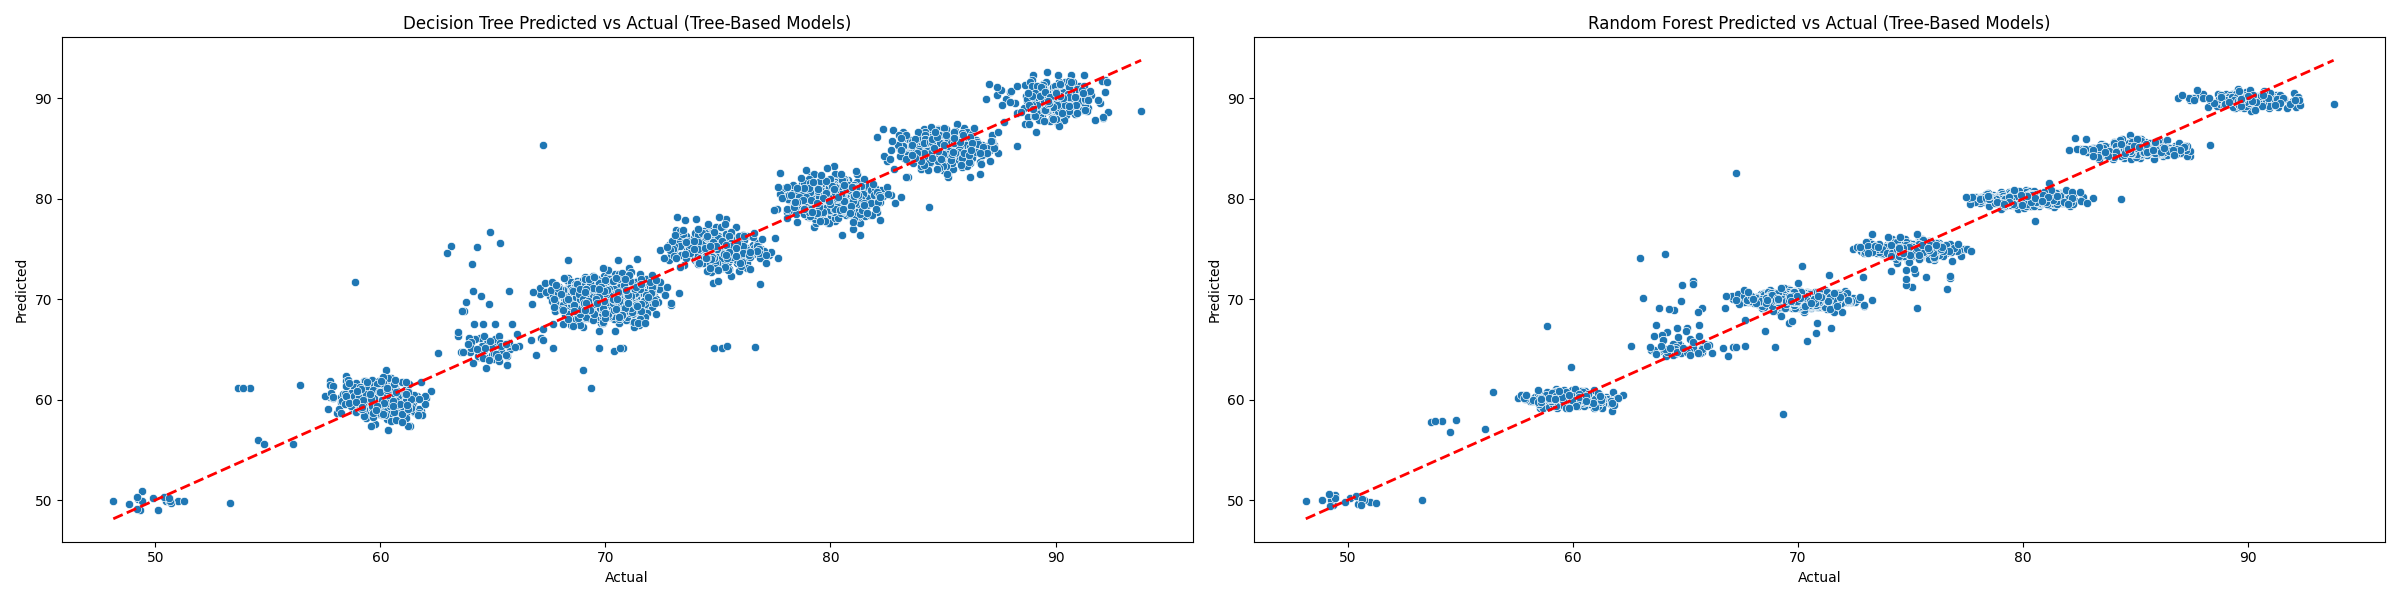 Decision Tree Predicted vs Actual (Tree-Based Models)
90
80
70
60
50
Predicted
50 60 70 80 90
Actual
Random Forest Predicted vs Actual (Tree-Based Models)
90
80
70
60
50
Predicted
50 60 70 80 90
Actual